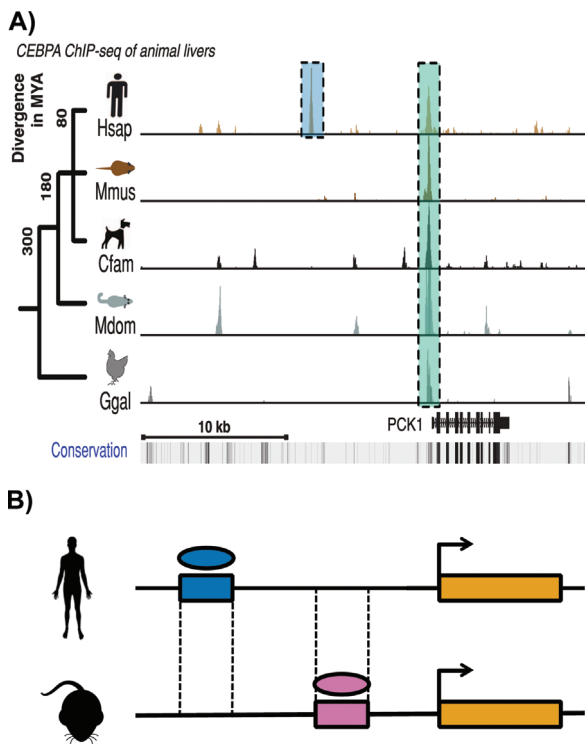 A)
CEBPA ChIP-seq of animal livers
Divergence
in MYA
80
180
300
Hsap
Mmus
Cfam
Mdom
Ggal
10 kb
PCK1
Conservation
B)